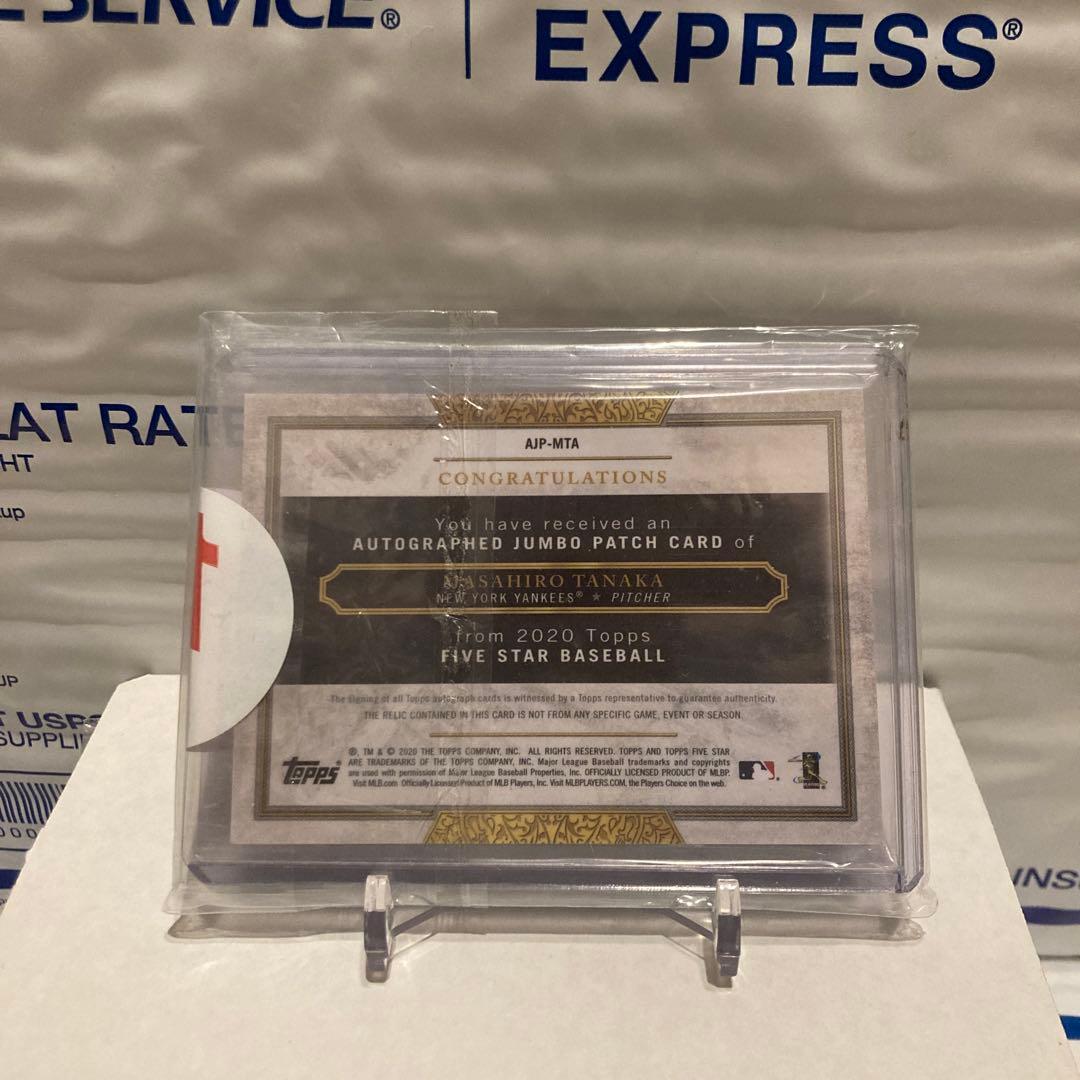 E SERVICE®
EXPRESS®
LAT RATE
HT
up
UP
T USPS
SUPPLI
INS
t
AJP-MTA
CONGRATULATIONS
You have received an
AUTOGRAPHED JUMBO PATCH CARD of
MASAHIRO TANAKA
NEW YORK YANKEES® ★ PITCHER
from 2020 Topps
FIVE STAR BASEBALL
The signing of all Topps autograph cards is witnessed by a Topps representative to guarantee authenticity.
THE RELIC CONTAINED IN THIS CARD IS NOT FROM ANY SPECIFIC GAME, EVENT OR SEASON.
Topps
®, TM & © 2020 THE TOPPS COMPANY, INC. ALL RIGHTS RESERVED. TOPPS AND TOPPS FIVE STAR
ARE TRADEMARKS OF THE TOPPS COMPANY, INC. Major League Baseball trademarks and copyrights
are used with permission of Major League Baseball Properties, Inc. OFFICIALLY LICENSED PRODUCT OF MLBP.
Visit MLB.com Officially Licensed Product of MLB Players, Inc. Visit MLBPLAYERS.COM, the Players Choice on the web.